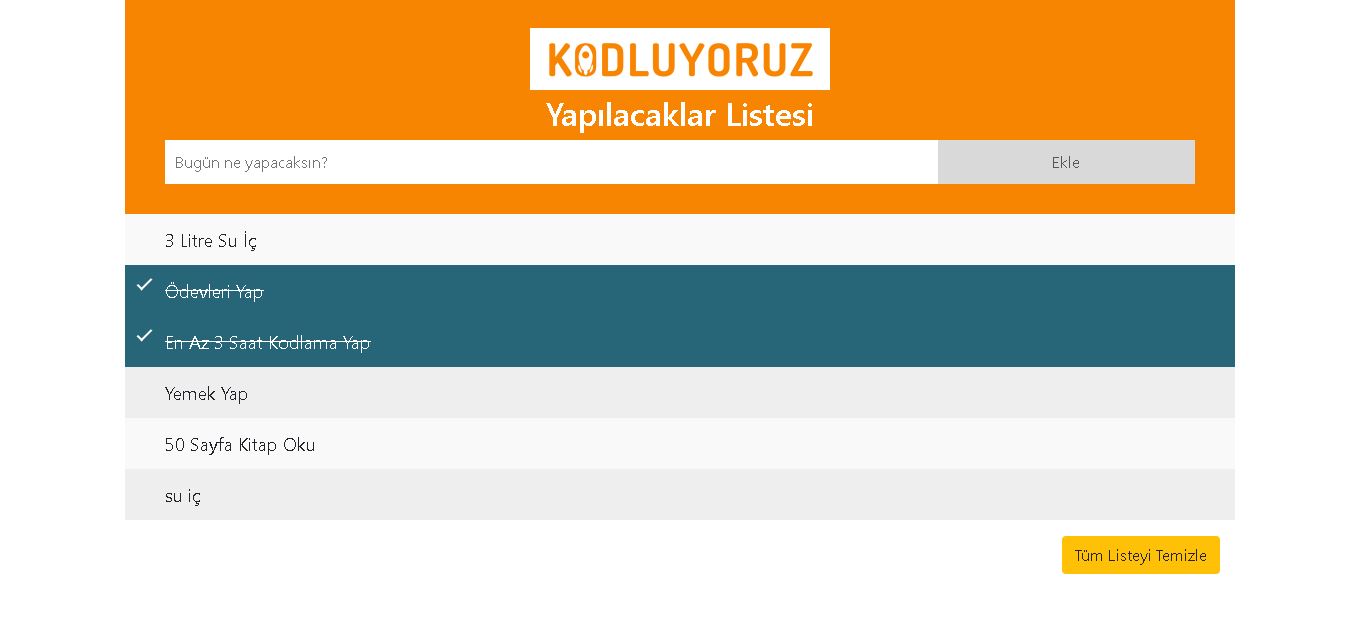 KODLUYORUZ
Yapılacaklar Listesi
Bugün ne yapacaksın?
Ekle
3 Litre Su İç
Ödevleri Yap
En Az 3 Saat Kodlama Yap
Yemek Yap
50 Sayfa Kitap Oku
su iç
Tüm Listeyi Temizle